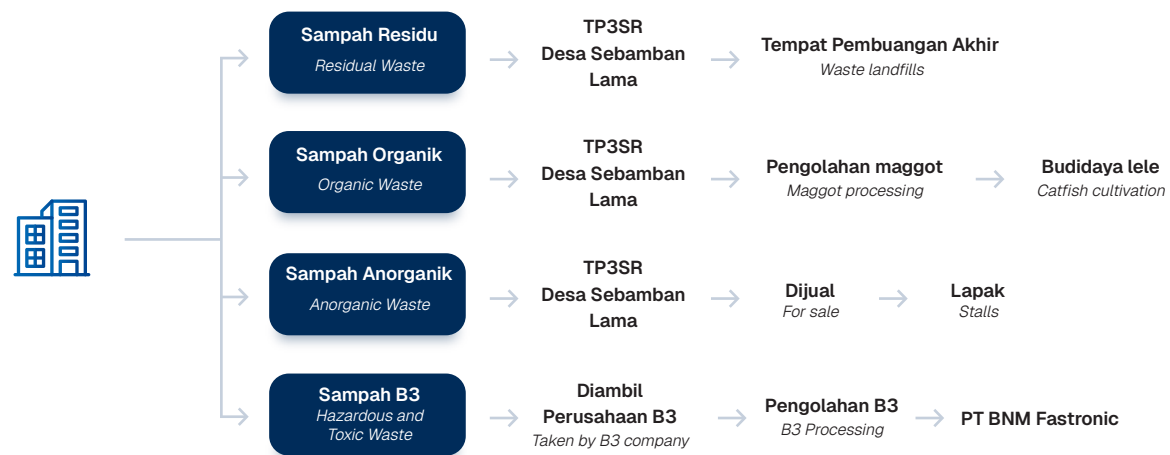 Sampah Residu
Residual Waste
TP3SR
Desa Sebamban
Lama
Tempat Pembuangan Akhir
Waste landfills
Sampah Organik
Organic Waste
TP3SR
Desa Sebamban
Lama
Pengolahan maggot
Maggot processing
Budidaya lele
Catfish cultivation
Sampah Anorganik
Anorganic Waste
TP3SR
Desa Sebamban
Lama
Dijual
For sale
Lapak
Stalls
Sampah B3
Hazardous and
Toxic Waste
Diambil
Perusahaan B3
Taken by B3 company
Pengolahan B3
B3 Processing
PT BNM Fastronic